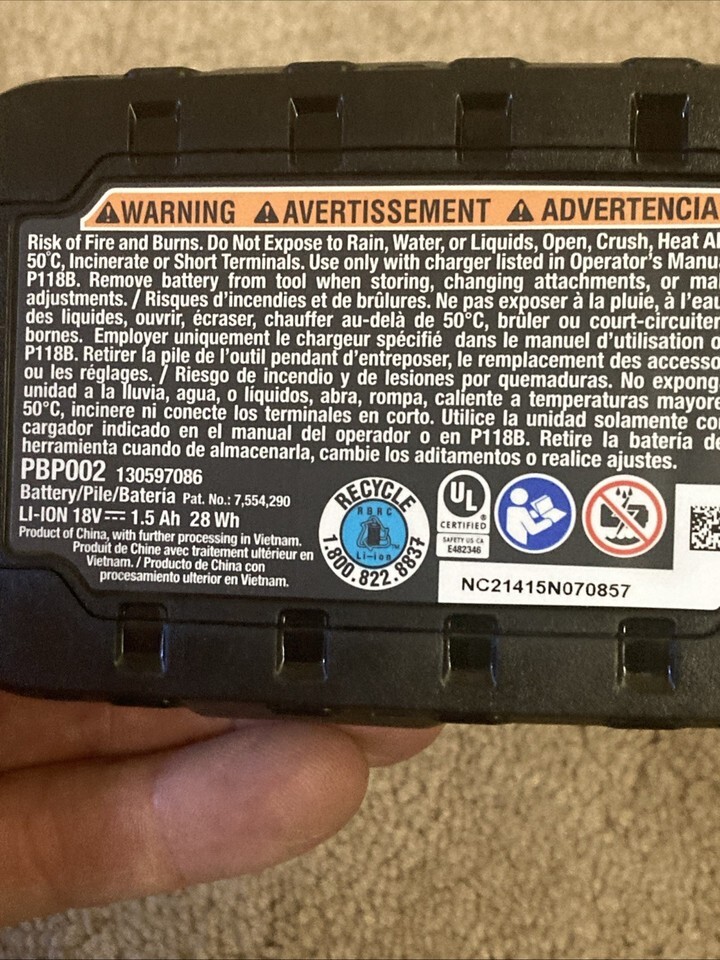 WARNING AVERTISSEMENT ADVERTENCIA
Risk of Fire and Burns. Do Not Expose to Rain, Water, or Liquids, Open, Crush, Heat
50°C, Incinerate or Short Terminals. Use only with charger listed in Operator's
P118B. Remove battery from tool when storing, changing attachments, or
adjustments. / Risques d'incendies et de brûlures. Ne pas exposer à la pluie, à
des liquides, ouvrir, écraser, chauffer au-delà de 50°C, brûler ou court-circuiter
bornes. Employer uniquement le chargeur spécifié dans le manuel d'utilisation
P118B. Retirer la pile de l'outil pendant d'entreposer, le remplacement des
ou les réglages. / Riesgo de incendio y de lesiones por quemaduras. No
unidad a la lluvia, agua, o líquidos, abra, rompa, caliente a temperaturas
50°C, incinere ni conecte los terminales en corto. Utilice la unidad solamente
cargador indicado en el manual del operador o en P118B. Retire la batería
herramienta cuando de almacenarla, cambie los aditamentos o realice ajustes.
PBP002 130597086
Battery/Pile/Batería Pat. No.: 7,554,290
LI-ION 18V⎓ 1.5 Ah 28 Wh
Product of China, with further processing in Vietnam.
Produit de Chine avec traitement ultérieur en
Vietnam. / Producto de China con
procesamiento ulterior en Vietnam.
RECYCLE
RBRC
Li-ion
1.800.822.8837
UL
CERTIFIED
SAFETY US CA
E482346
NC21415N070857